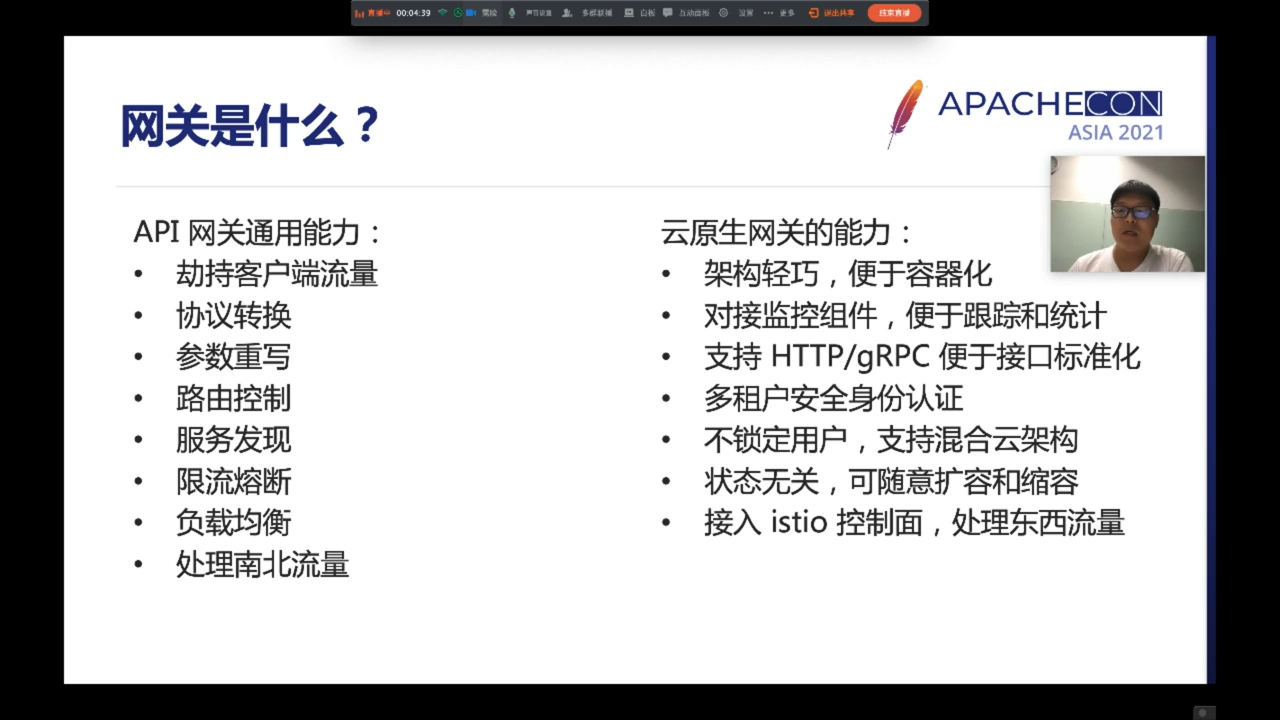 直播中 00:04:39 声音设置 多群联播 白板 互动面板 设置 更多 退出共享 结束直播
网关是什么？
APACHECON
ASIA 2021
API 网关通用能力：
• 劫持客户端流量
• 协议转换
• 参数重写
• 路由控制
• 服务发现
• 限流熔断
• 负载均衡
• 处理南北流量
云原生网关的能力：
• 架构轻巧，便于容器化
• 对接监控组件，便于跟踪和统计
• 支持 HTTP/gRPC 便于接口标准化
• 多租户安全身份认证
• 不锁定用户，支持混合云架构
• 状态无关，可随意扩容和缩容
• 接入 istio 控制面，处理东西流量